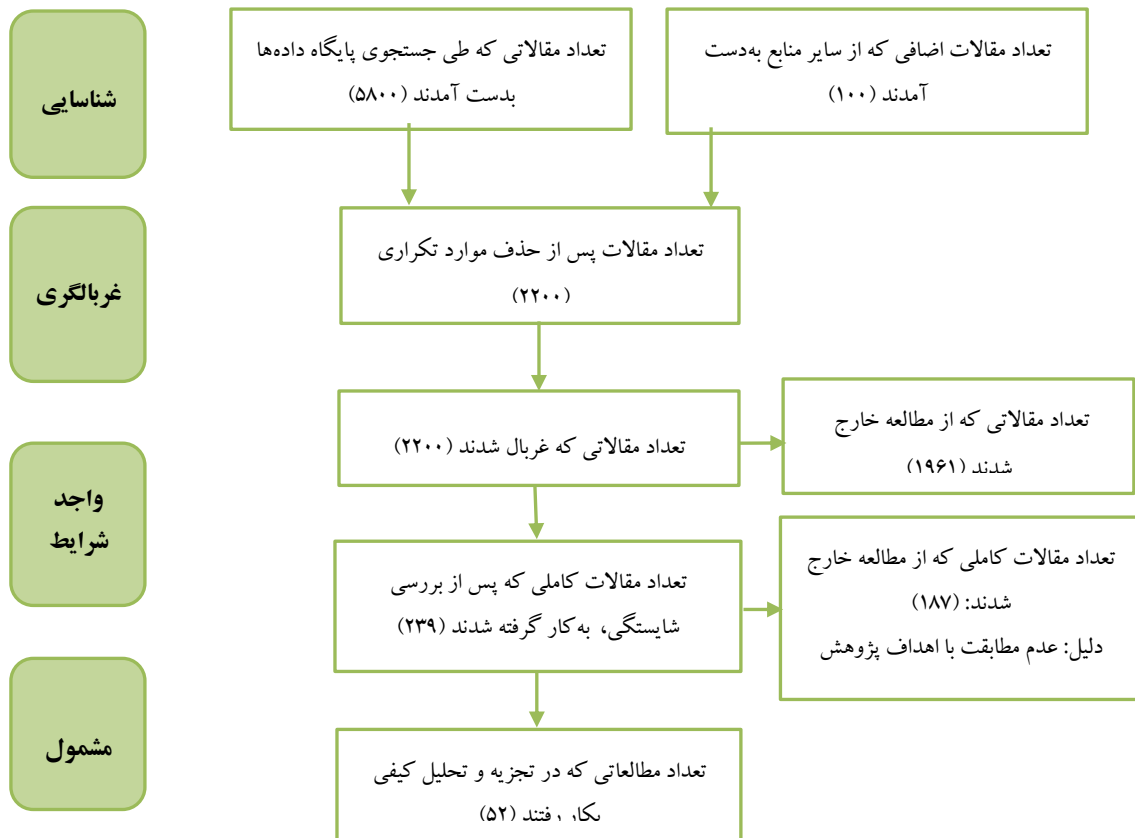 شناسایی
تعداد مقالاتی که طی جستجوی پایگاه داده‌ها
بدست آمدند (۵۸۰۰)
تعداد مقالات اضافی که از سایر منابع به‌دست
آمدند (۱۰۰)
غربالگری
تعداد مقالات پس از حذف موارد تکراری
(۲۲۰۰)
تعداد مقالاتی که غربال شدند (۲۲۰۰)
تعداد مقالاتی که از مطالعه خارج
شدند (۱۹۶۱)
واجد
شرایط
تعداد مقالات کاملی که پس از بررسی
شایستگی، به‌کار گرفته شدند (۲۳۹)
تعداد مقالات کاملی که از مطالعه خارج
شدند: (۱۸۷)
دلیل: عدم مطابقت با اهداف پژوهش
مشمول
تعداد مطالعاتی که در تجزیه و تحلیل کیفی
بکار رفتند (۵۲)